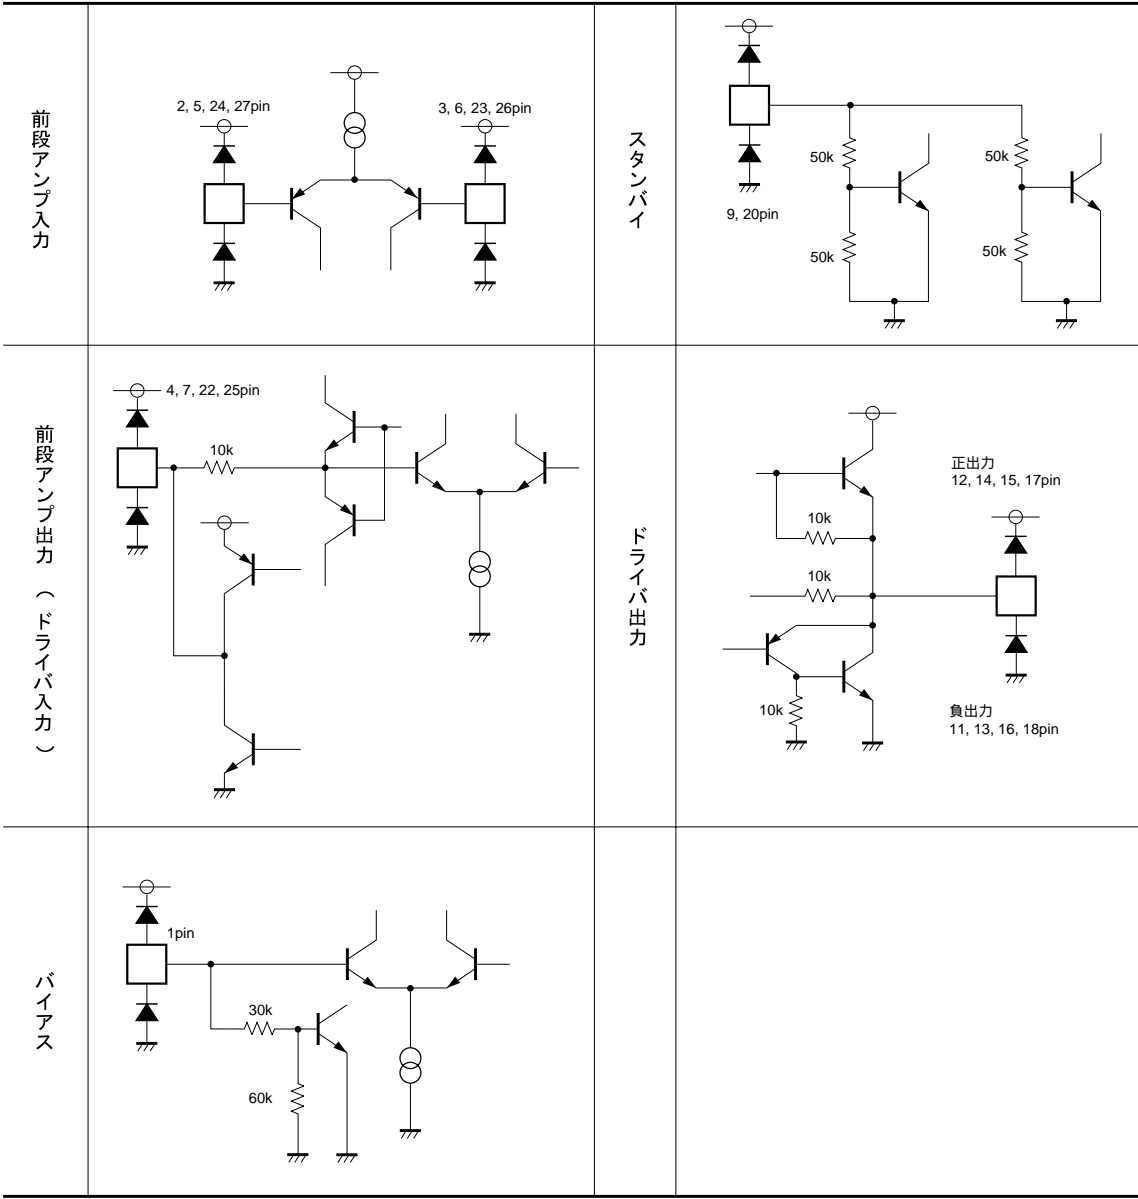 前段アンプ入力
2, 5, 24, 27pin
3, 6, 23, 26pin
スタンバイ
9, 20pin
50k
50k
50k
50k
前段アンプ出力（ドライバ入力）
4, 7, 22, 25pin
10k
ドライバ出力
10k
10k
10k
正出力
12, 14, 15, 17pin
負出力
11, 13, 16, 18pin
バイアス
1pin
30k
60k